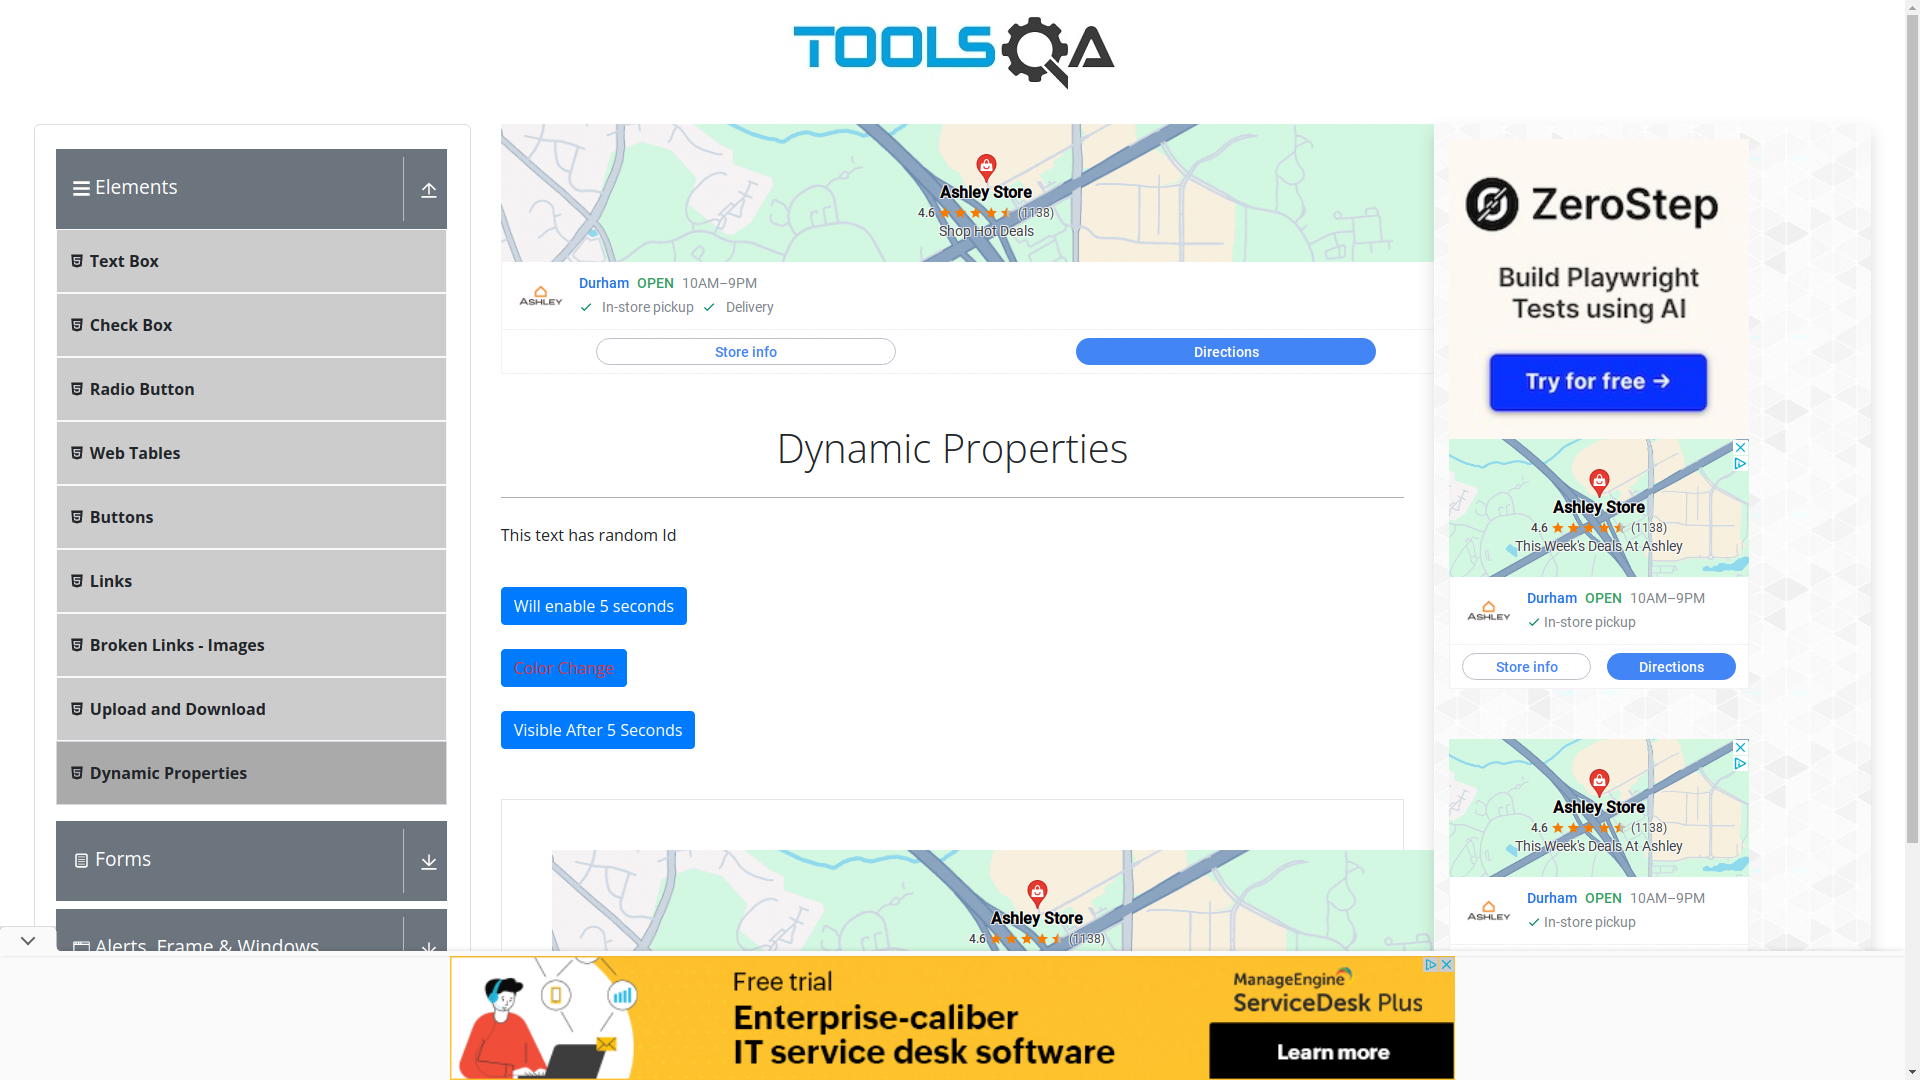 TOOLSQA
Elements
Text Box
Check Box
Radio Button
Web Tables
Buttons
Links
Broken Links - Images
Upload and Download
Dynamic Properties
Forms
Alerts, Frame & Windows
Ashley Store
4.6 (1138)
Shop Hot Deals
ASHLEY
Durham OPEN 10AM–9PM
In-store pickup Delivery
Store info
Directions
Dynamic Properties
This text has random Id
Will enable 5 seconds
Color Change
Visible After 5 Seconds
Ashley Store
4.6 (1138)
ZeroStep
Build Playwright
Tests using AI
Try for free →
Ashley Store
4.6 (1138)
This Week's Deals At Ashley
ASHLEY
Durham OPEN 10AM–9PM
In-store pickup
Store info
Directions
Ashley Store
4.6 (1138)
This Week's Deals At Ashley
ASHLEY
Durham OPEN 10AM–9PM
In-store pickup
Free trial
Enterprise-caliber
IT service desk software
ManageEngine
ServiceDesk Plus
Learn more